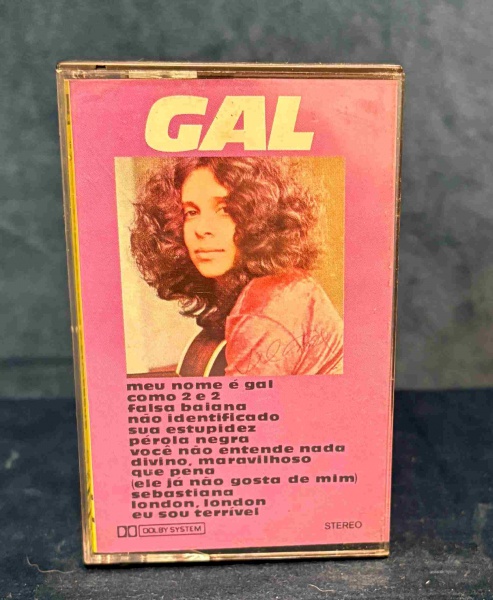 GAL
meu nome é gal
como 2 e 2
falsa baiana
não identificado
sua estupidez
pérola negra
você não entende nada
divino, maravilhoso
que pena
(ele já não gosta de mim)
sebastiana
london, london
eu sou terrível
DOLBY SYSTEM
STEREO